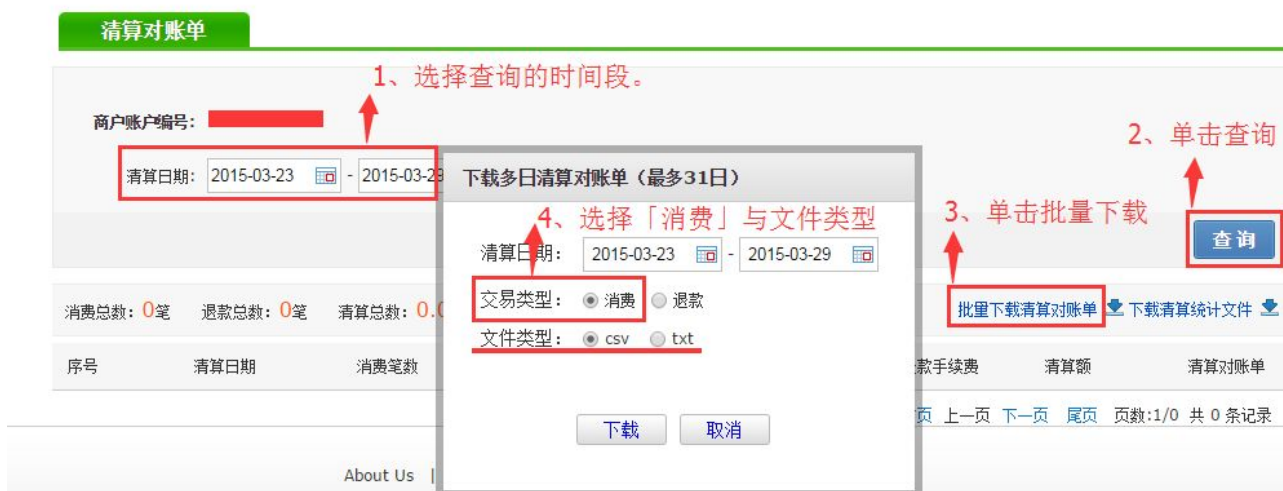 清算对账单
1、选择查询的时间段。
商户账户编号:
2、单击查询
清算日期: 2015-03-23 - 2015-03-29
下载多日清算对账单（最多31日）
4、选择「消费」与文件类型
3、单击批量下载
清算日期: 2015-03-23 - 2015-03-29
查询
交易类型: 消费 退款
消费总数: 0笔 退款总数: 0笔 清算总数: 0.0
批量下载清算对账单 下载清算统计文件
文件类型: csv txt
序号 清算日期 消费笔数
款手续费 清算额 清算对账单
页 上一页 下一页 尾页 页数:1/0 共 0 条记录
下载 取消
About Us |